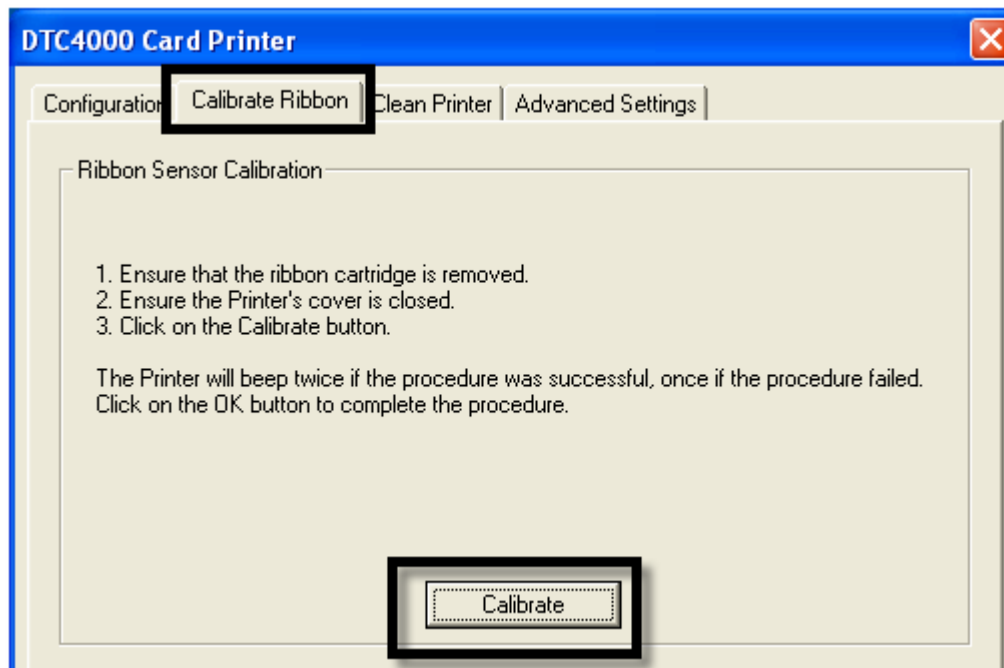 DTC4000 Card Printer
Configuration Calibrate Ribbon Clean Printer Advanced Settings
Ribbon Sensor Calibration
1. Ensure that the ribbon cartridge is removed.
2. Ensure the Printer's cover is closed.
3. Click on the Calibrate button.
The Printer will beep twice if the procedure was successful, once if the procedure failed.
Click on the OK button to complete the procedure.
Calibrate